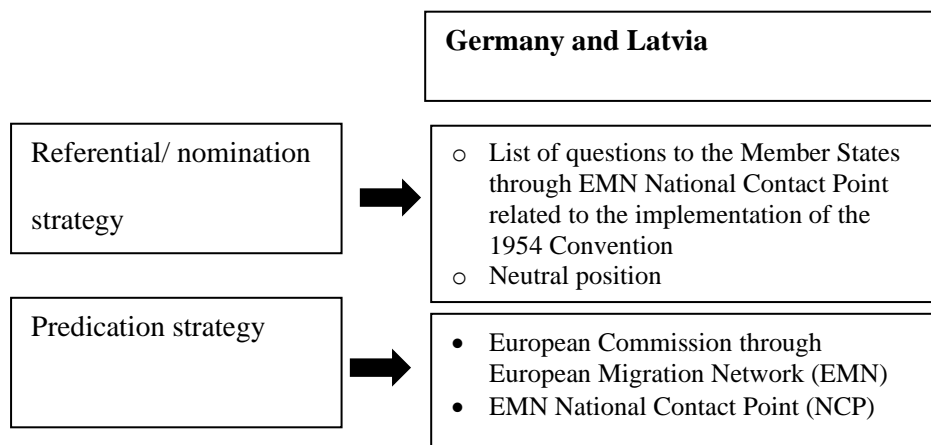 Germany and Latvia
Referential/ nomination
strategy
o List of questions to the Member States
through EMN National Contact Point
related to the implementation of the
1954 Convention
o Neutral position
Predication strategy
• European Commission through
European Migration Network (EMN)
• EMN National Contact Point (NCP)